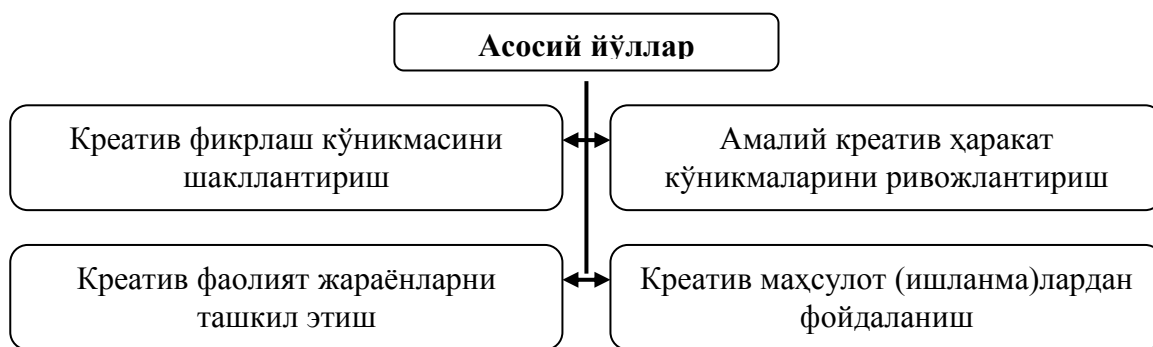 Асосий йўллар
Креатив фикрлаш кўникмасини
шакллантириш
Амалий креатив ҳаракат
кўникмаларини ривожлантириш
Креатив фаолият жараёнларни
ташкил этиш
Креатив маҳсулот (ишланма)лардан
фойдаланиш